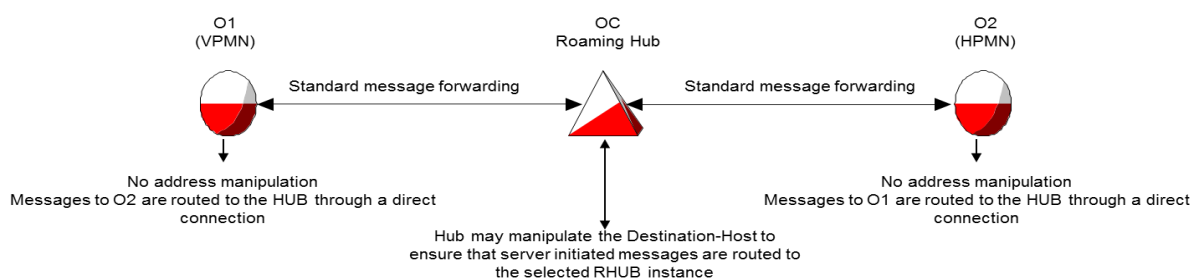 O1
(VPMN)
OC
Roaming Hub
O2
(HPMN)
Standard message forwarding
Standard message forwarding
No address manipulation
Messages to O2 are routed to the HUB through a direct
connection
No address manipulation
Messages to O1 are routed to the HUB through a direct
connection
Hub may manipulate the Destination-Host to
ensure that server initiated messages are routed to
the selected RHUB instance